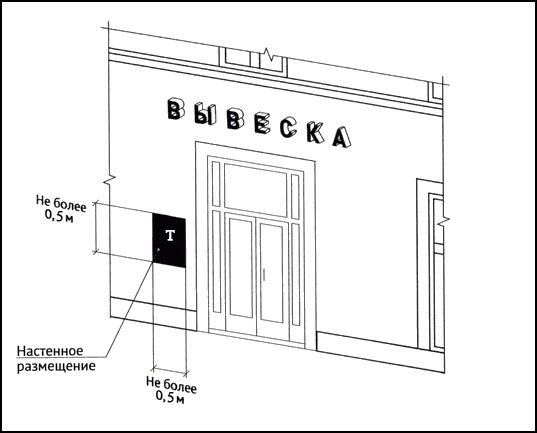 ВЫВЕСКА
Не более
0,5 м
Т
Настенное
размещение
Не более
0,5 м